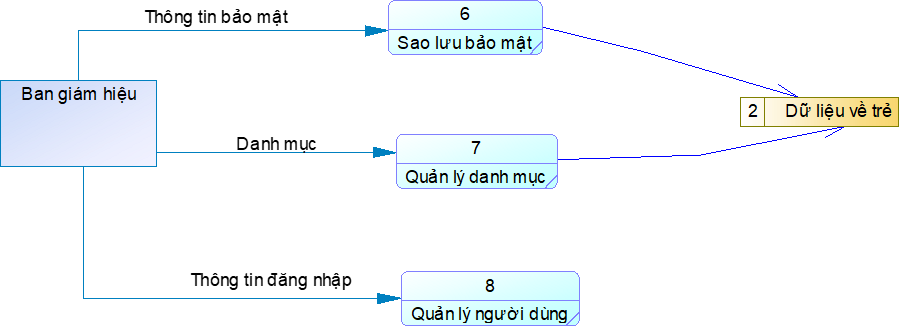 Thông tin bảo mật
6
Sao lưu bảo mật
Ban giám hiệu
2 Dữ liệu về trẻ
Danh mục
7
Quản lý danh mục
Thông tin đăng nhập
8
Quản lý người dùng